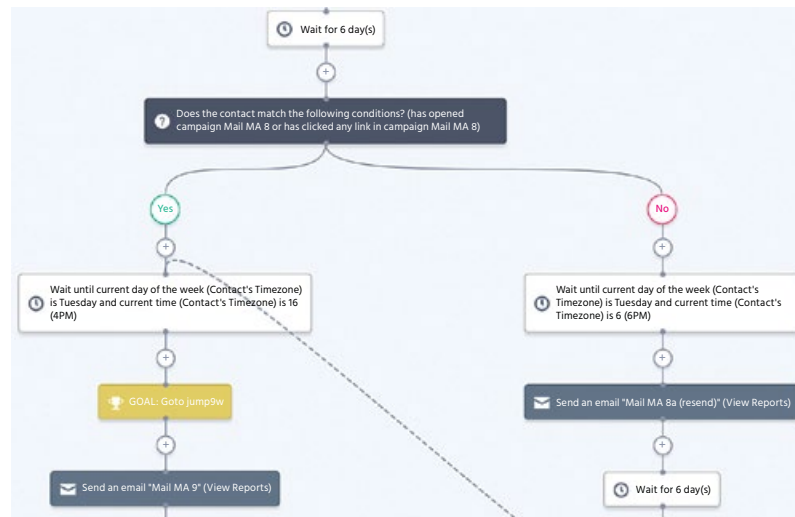 Wait for 6 day(s)
Does the contact match the following conditions? (has opened
campaign Mail MA 8 or has clicked any link in campaign Mail MA 8)
Yes
No
Wait until current day of the week (Contact's Timezone)
is Tuesday and current time (Contact's Timezone) is 16
(4PM)
Wait until current day of the week (Contact's
Timezone) is Tuesday and current time (Contact's
Timezone) is 6 (6PM)
GOAL: Goto jump9w
Send an email "Mail MA 8a (resend)" (View Reports)
Send an email "Mail MA 9" (View Reports)
Wait for 6 day(s)